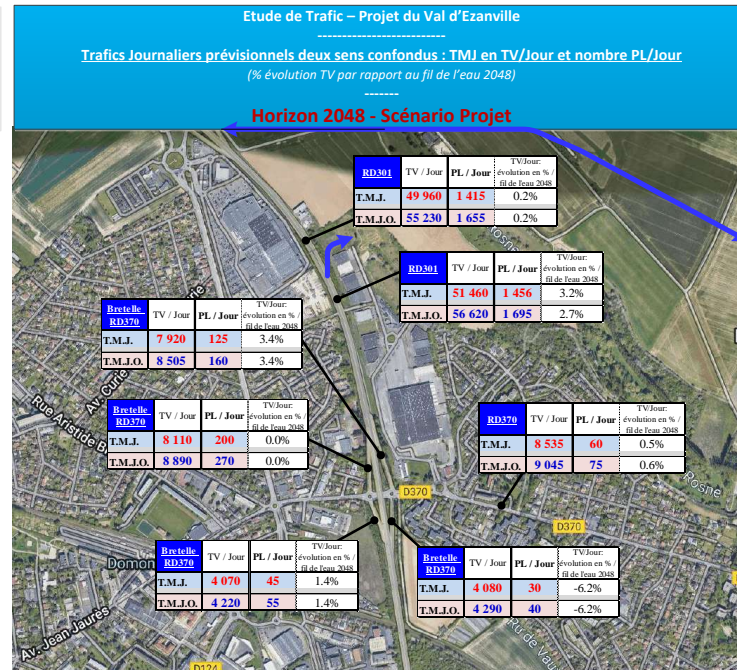 Etude de Trafic – Projet du Val d'Ezanville
--------------------------
Trafics Journaliers prévisionnels deux sens confondus : TMJ en TV/Jour et nombre PL/Jour
(% évolution TV par rapport au fil de l'eau 2048)
-------
Horizon 2048 - Scénario Projet
RD301 TV / Jour PL / Jour TV/Jour: évolution en % / fil de l'eau 2048
T.M.J. 49 960 1 415 0.2%
T.M.J.O. 55 230 1 655 0.2%
RD301 TV / Jour PL / Jour TV/Jour: évolution en % / fil de l'eau 2048
T.M.J. 51 460 1 456 3.2%
T.M.J.O. 56 620 1 695 2.7%
Bretelle RD370 TV / Jour PL / Jour TV/Jour: évolution en % / fil de l'eau 2048
T.M.J. 7 920 125 3.4%
T.M.J.O. 8 505 160 3.4%
Av. Curie
Rue Aristide B
Bretelle RD370 TV / Jour PL / Jour TV/Jour: évolution en % / fil de l'eau 2048
T.M.J. 8 110 200 0.0%
T.M.J.O. 8 890 270 0.0%
RD370 TV / Jour PL / Jour TV/Jour: évolution en % / fil de l'eau 2048
T.M.J. 8 535 60 0.5%
T.M.J.O. 9 045 75 0.6%
Rosne
D370
D370
Domon
Bretelle RD370 TV / Jour PL / Jour TV/Jour: évolution en % / fil de l'eau 2048
T.M.J. 4 070 45 1.4%
T.M.J.O. 4 220 55 1.4%
Bretelle RD370 TV / Jour PL / Jour TV/Jour: évolution en % / fil de l'eau 2048
T.M.J. 4 080 30 -6.2%
T.M.J.O. 4 290 40 -6.2%
Av. Jean Jaurès
Ru de Vau
D124